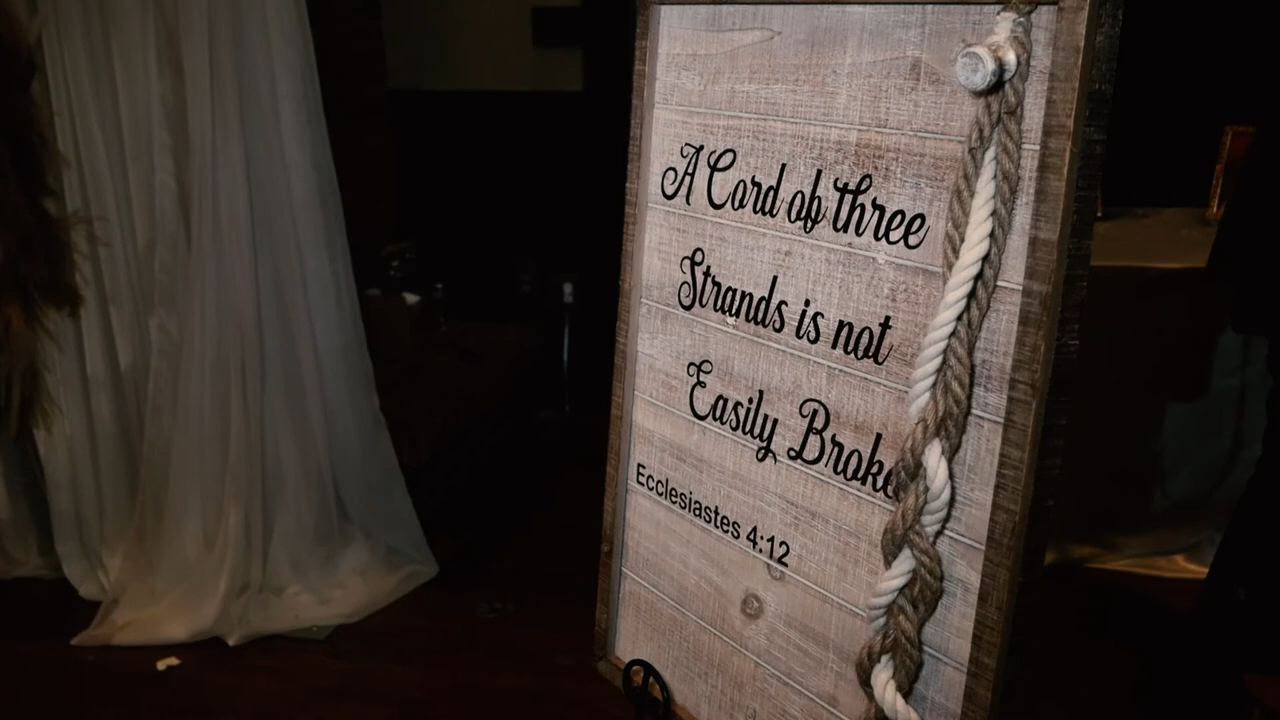 A Cord of three
Strands is not
Easily Broke
Ecclesiastes 4:12